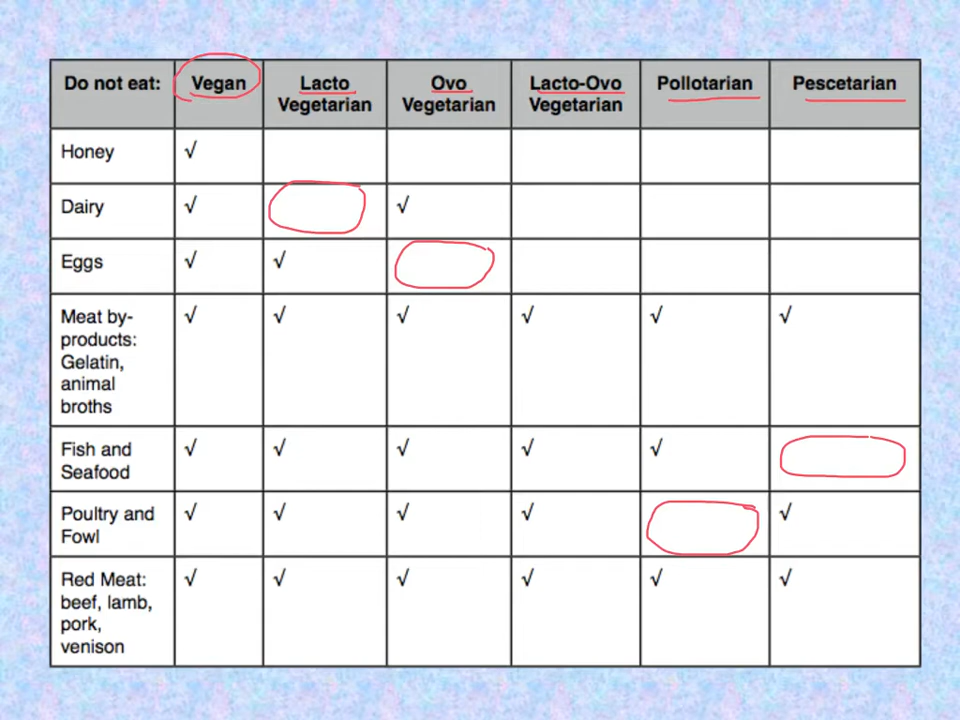 Do not eat: Vegan Lacto Vegetarian Ovo Vegetarian Lacto-Ovo Vegetarian Pollotarian Pescetarian
Honey √
Dairy √ √
Eggs √ √
Meat by-
products: √ √ √ √ √ √
Gelatin,
animal
broths
Fish and √ √ √ √ √
Seafood
Poultry and √ √ √ √ √
Fowl
Red Meat: √ √ √ √ √ √
beef, lamb,
pork,
venison